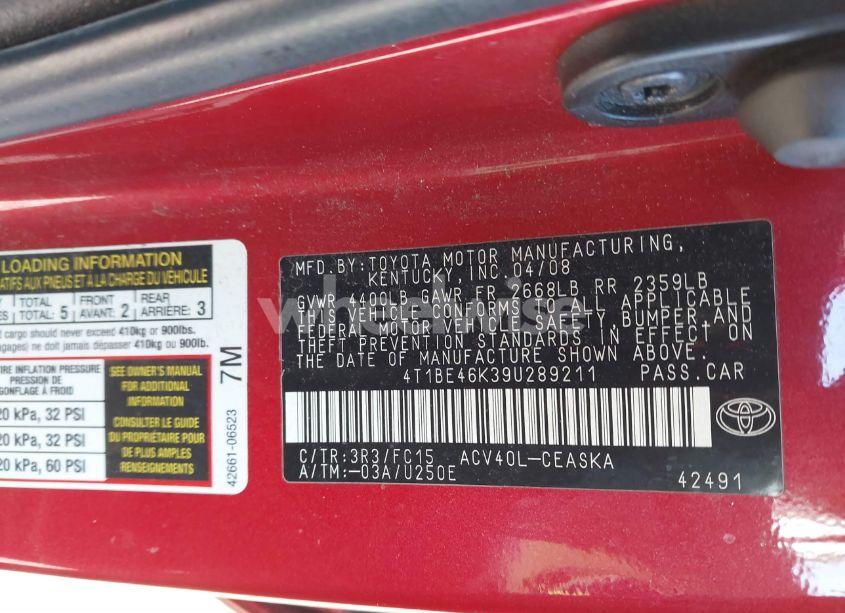 LOADING INFORMATION
ATIFS AUX PNEUS ET À LA CHARGE DU VÉHICULE
TOTAL
TOTAL: 5
FRONT
AVANT: 2
REAR
ARRIÈRE: 3
cargo should never exceed 410kg or 900lb.
ne doit jamais dépasser 410kg ou 900lb.
TIRE INFLATION PRESSURE
PRESSION DE
GONFLAGE À FROID
20 kPa, 32 PSI
20 kPa, 32 PSI
20 kPa, 60 PSI
SEE OWNER'S MANUAL
FOR ADDITIONAL
INFORMATION
CONSULTER LE GUIDE
DU PROPRIÉTAIRE POUR
PLUS DE AMPLES
RENSEIGNEMENTS
7M
42661-06523
MFD.BY: TOYOTA MOTOR MANUFACTURING,
KENTUCKY, INC. 04/08
GVWR 4400LB GAWR FR 2668LB RR 2359LB
THIS VEHICLE CONFORMS TO ALL APPLICABLE
FEDERAL MOTOR VEHICLE SAFETY, BUMPER, AND
THEFT PREVENTION STANDARDS IN EFFECT ON
THE DATE OF MANUFACTURE SHOWN ABOVE.
4T1BE46K39U289211 PASS.CAR
C/TR: 3R3/FC15 ACV40L-CEASKA
A/TM:-03A/U250E
42491
TOYOTA
wheelwise